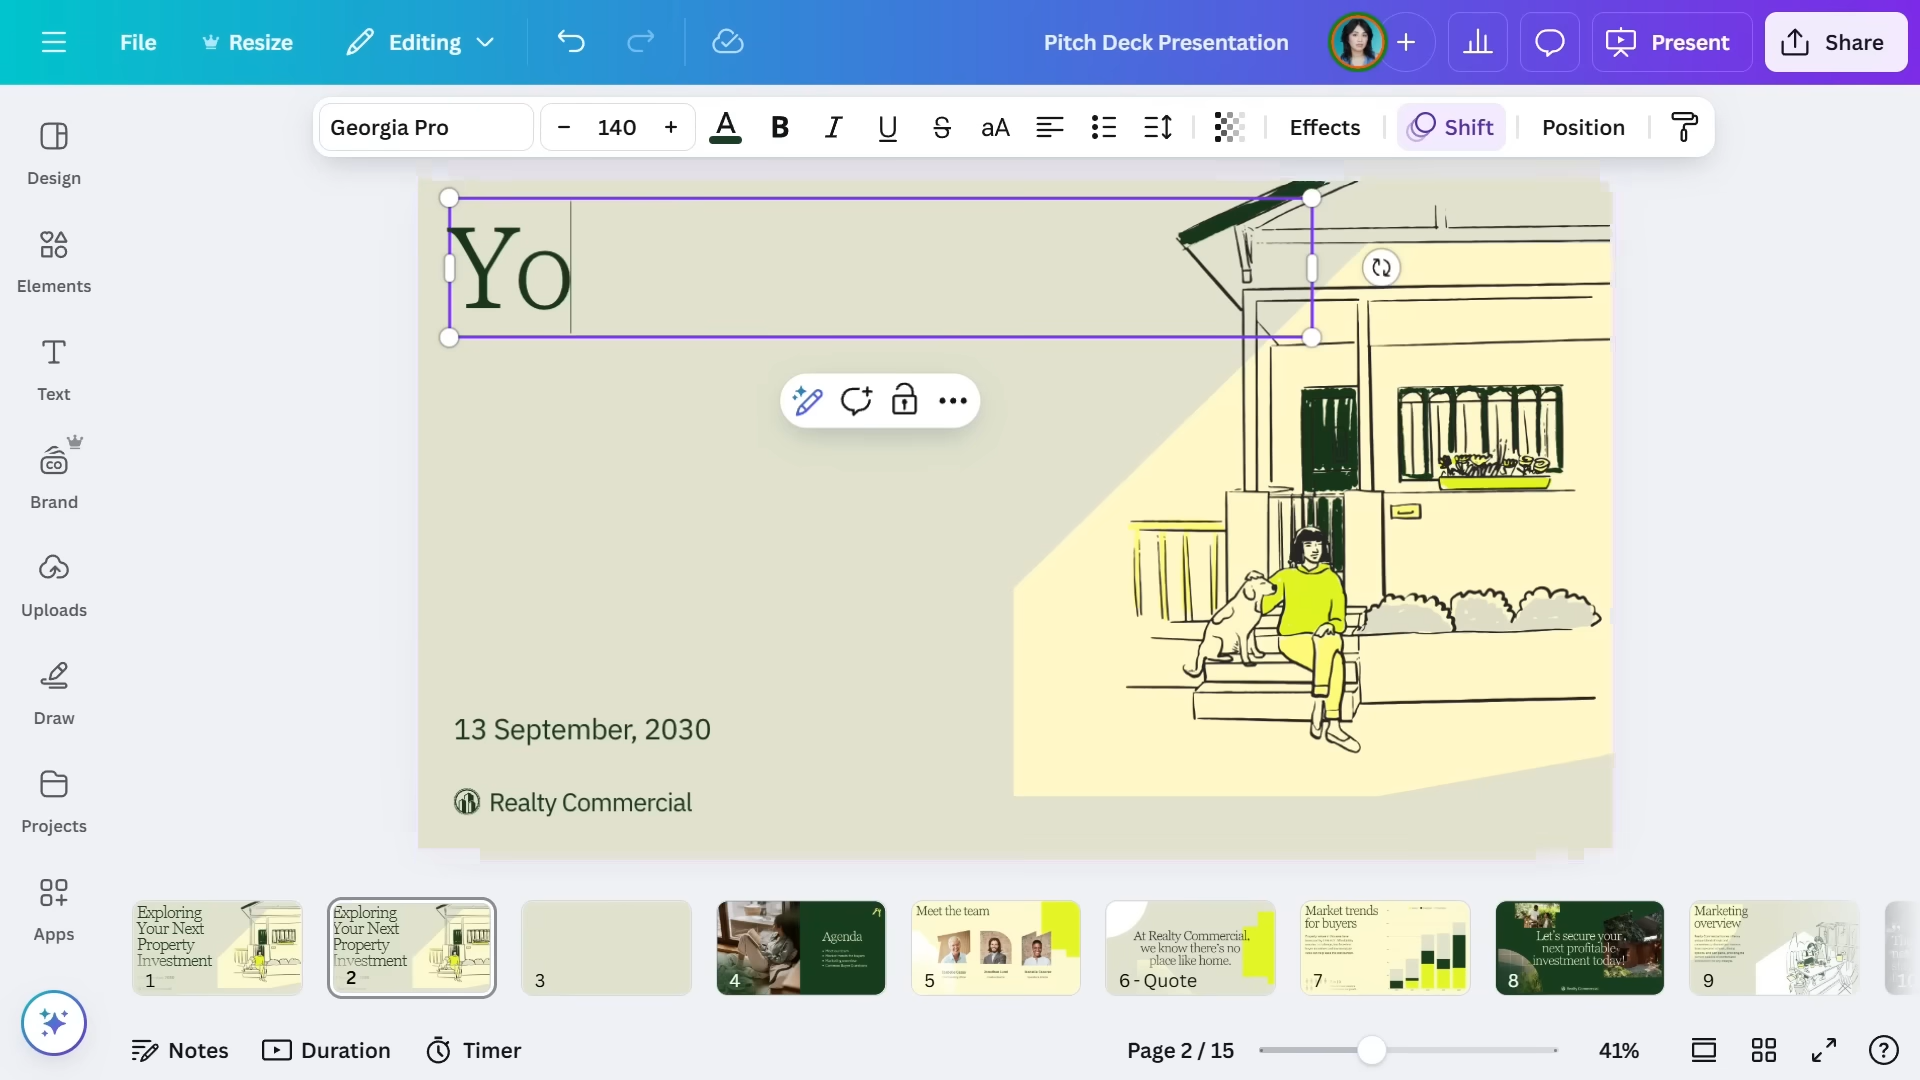 File
Resize
Editing
Pitch Deck Presentation
Present
Share
Georgia Pro
– 140 +
A
B
I
U
S
aA
Effects
Shift
Position
Design
Elements
Text
CO
Brand
Uploads
Draw
Projects
Apps
Yo
13 September, 2030
Realty Commercial
Exploring
Your Next
Property
Investment
1
Exploring
Your Next
Property
Investment
2
3
Agenda
4
Meet the team
5
At Realty Commercial,
we know there's no
place like home.
6 - Quote
Market trends
for buyers
7
Let's secure your
next profitable
investment today!
Realty Commercial
8
Marketing
overview
9
Notes
Duration
Timer
Page 2 / 15
41%
?